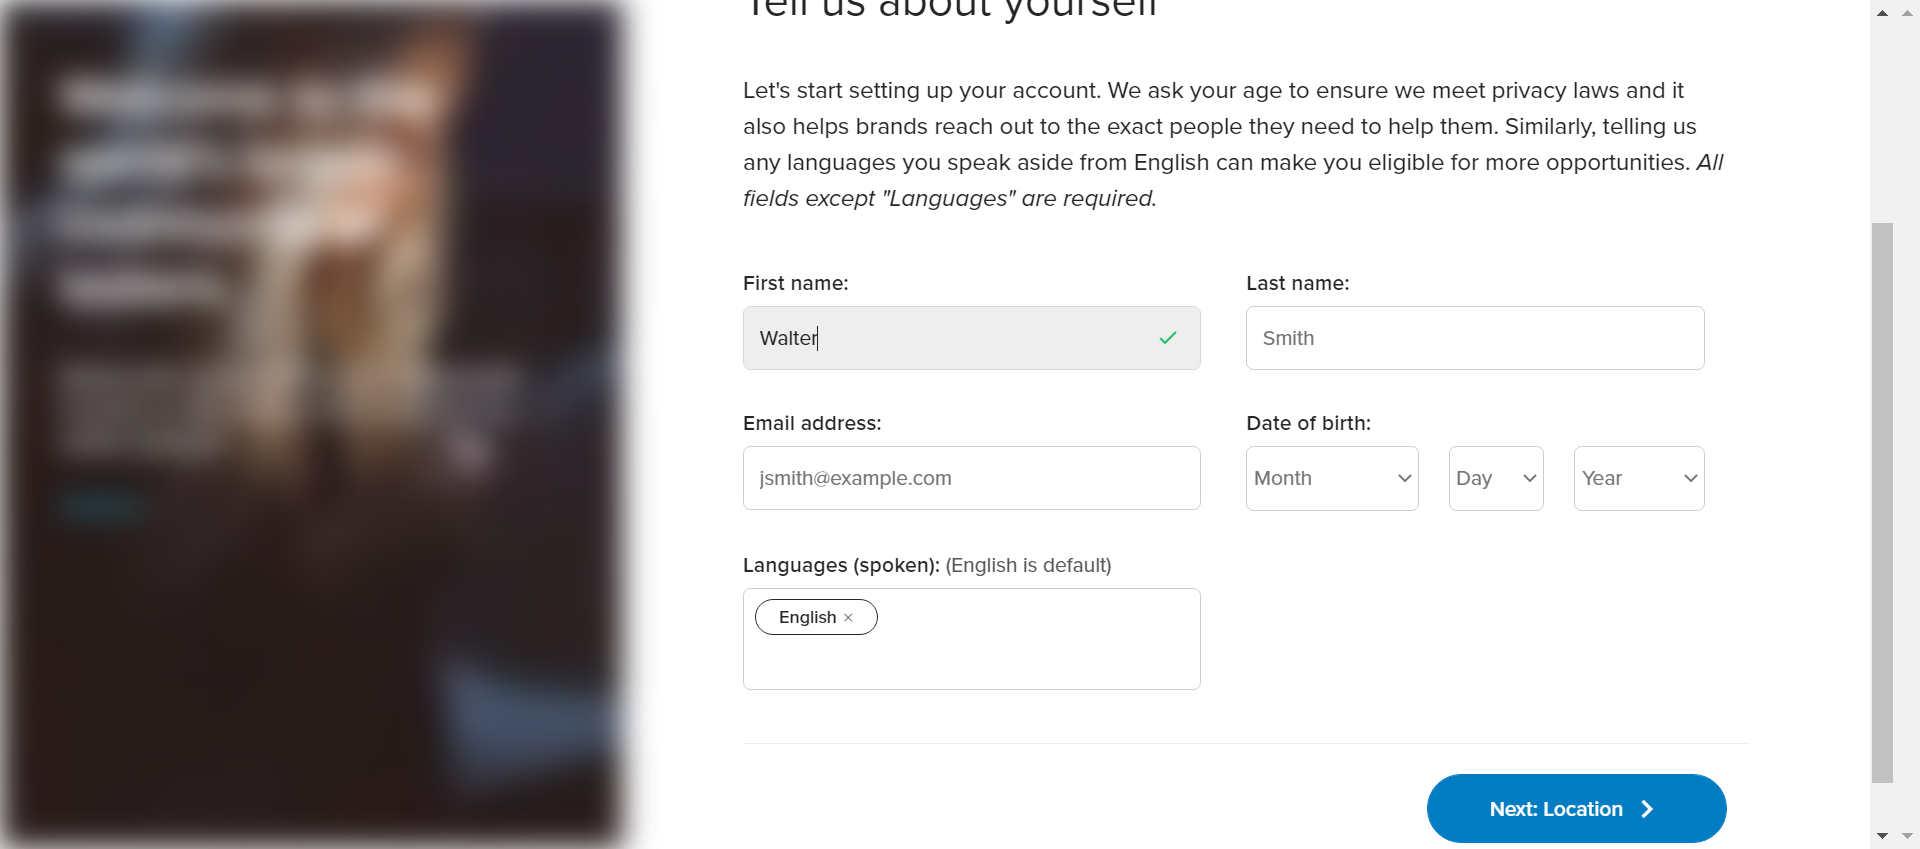 Tell us about yourself
Let's start setting up your account. We ask your age to ensure we meet privacy laws and it
also helps brands reach out to the exact people they need to help them. Similarly, telling us
any languages you speak aside from English can make you eligible for more opportunities. All
fields except "Languages" are required.
First name:
Last name:
Walter
Smith
Email address:
Date of birth:
jsmith@example.com
Month
Day
Year
Languages (spoken): (English is default)
English ×
Next: Location